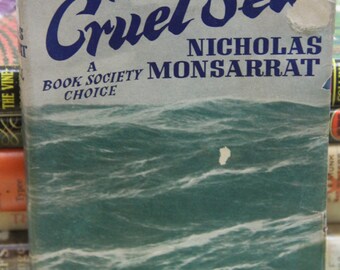 Cruel Sea
NICHOLAS
MONSARRAT
A
BOOK SOCIETY
CHOICE